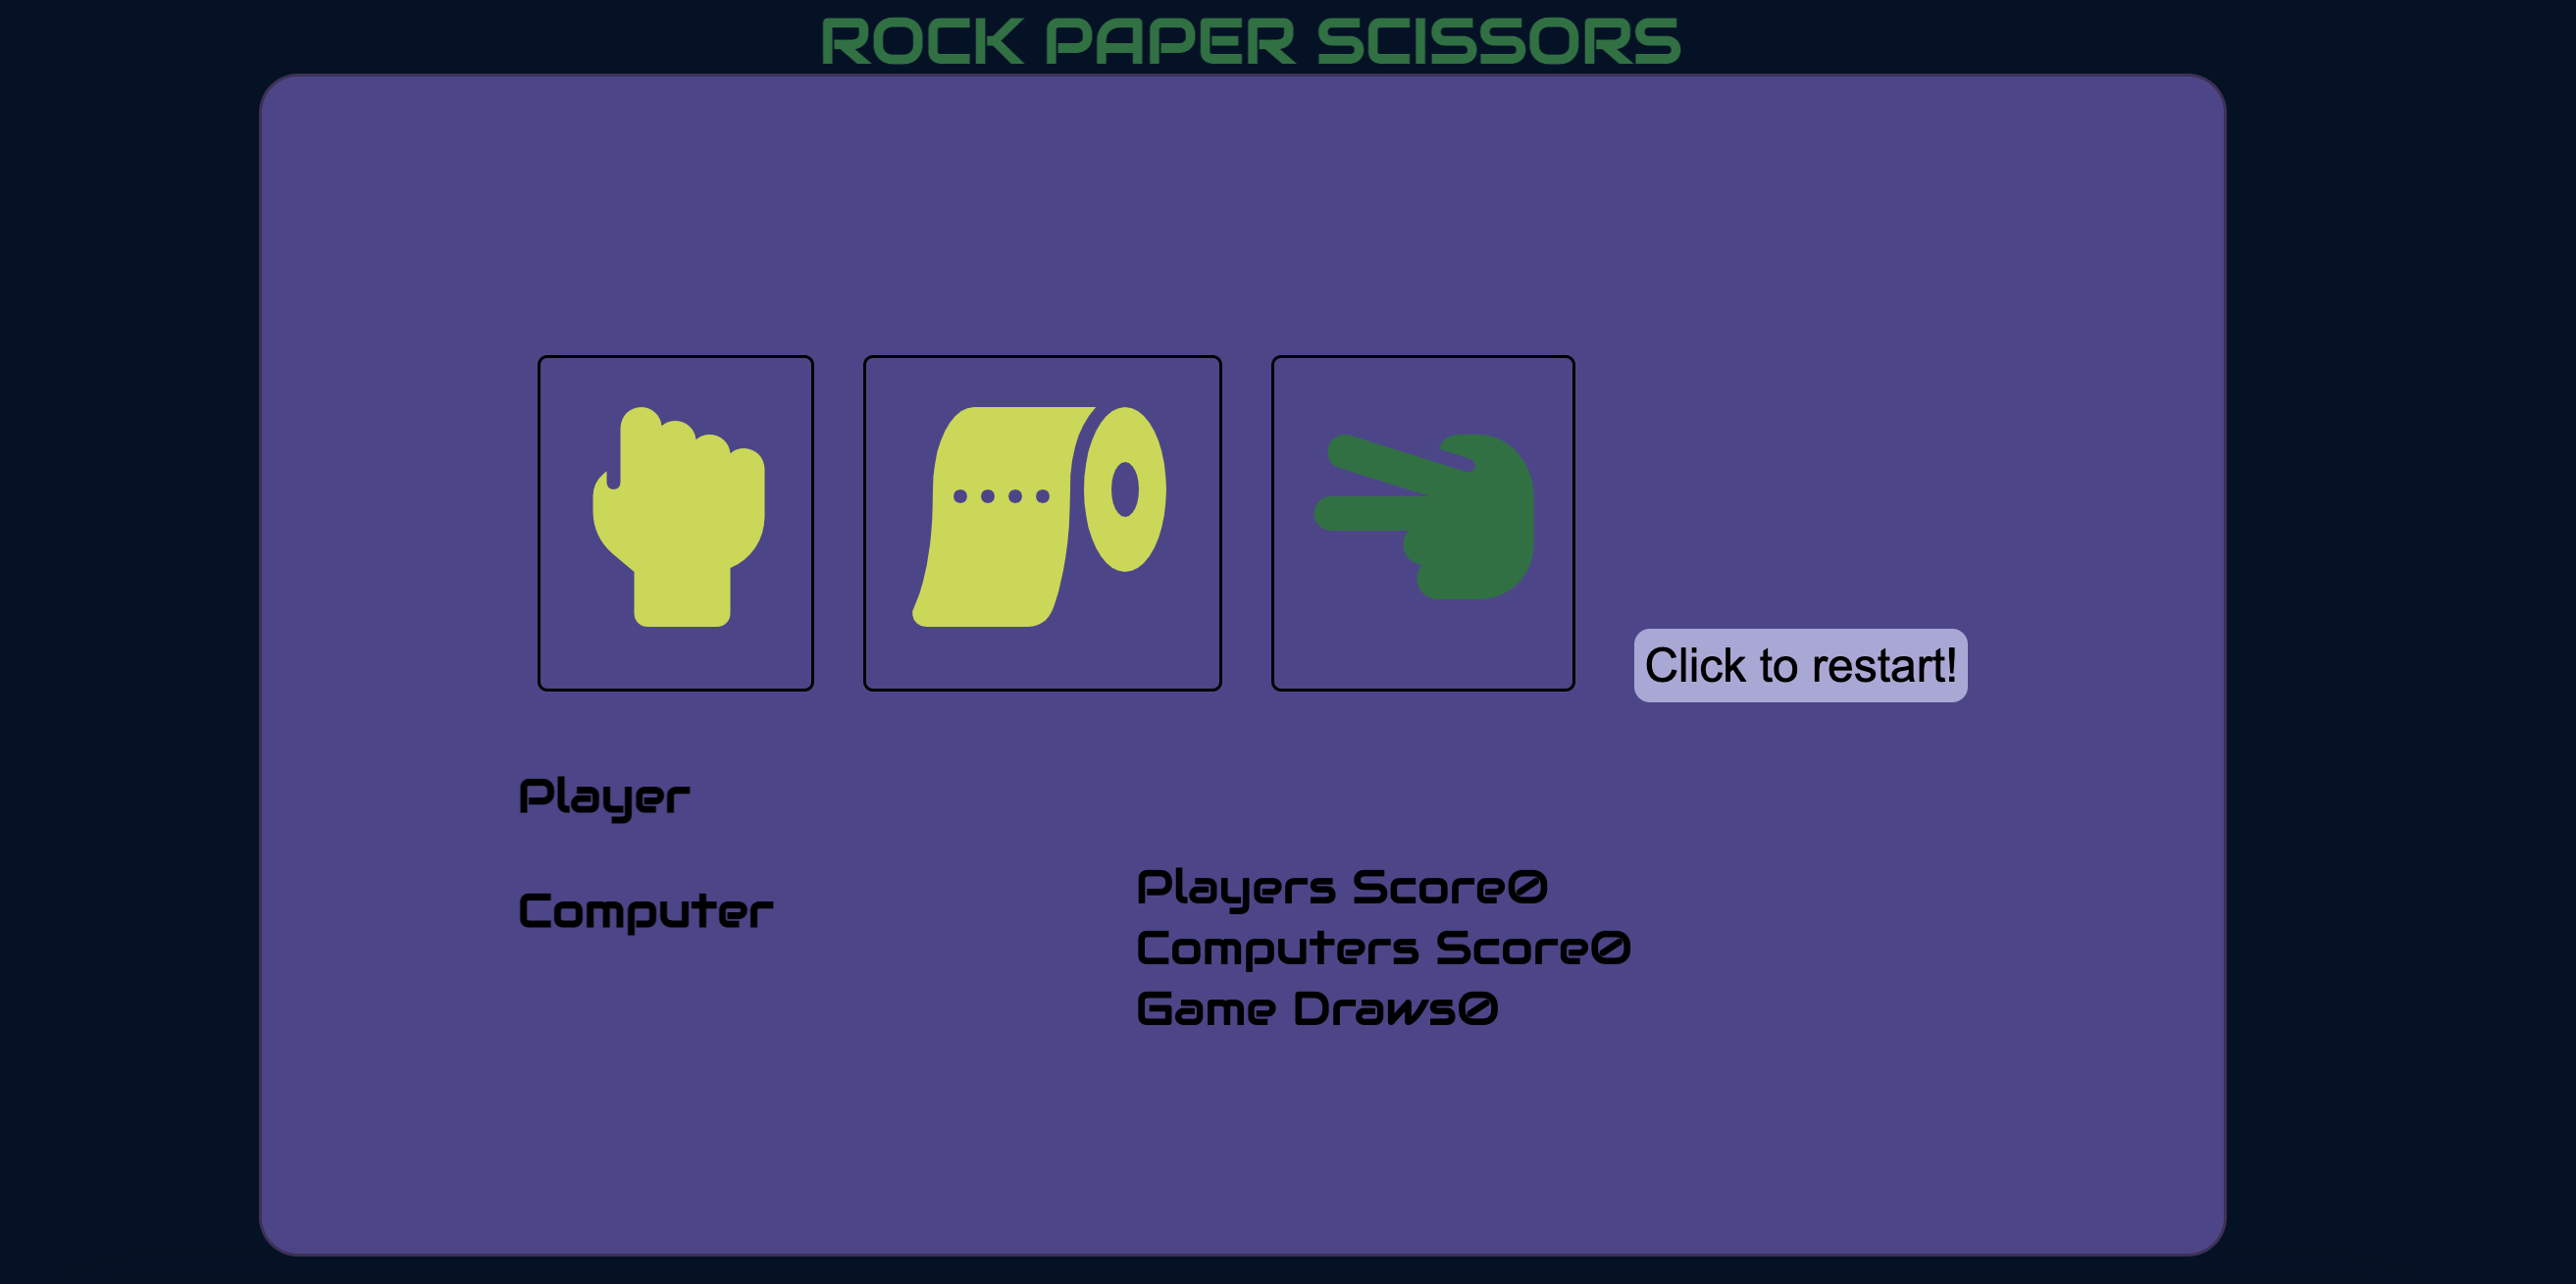 ROCK PAPER SCISSORS
Click to restart!
Player
Computer
Players Score0
Computers Score0
Game Draws0